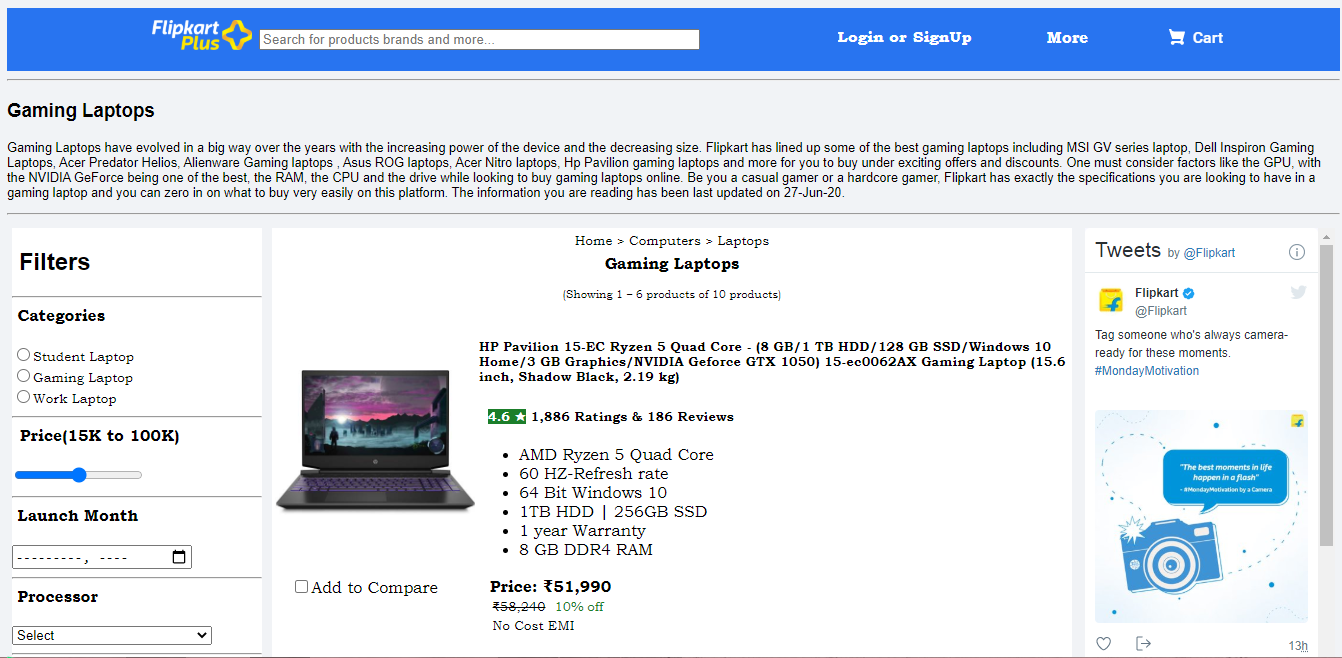 Flipkart
Plus
Search for products brands and more...
Login or SignUp
More
Cart
Gaming Laptops
Gaming Laptops have evolved in a big way over the years with the increasing power of the device and the decreasing size. Flipkart has lined up some of the best gaming laptops including MSI GV series laptop, Dell Inspiron Gaming
Laptops, Acer Predator Helios, Alienware Gaming laptops , Asus ROG laptops, Acer Nitro laptops, Hp Pavilion gaming laptops and more for you to buy under exciting offers and discounts. One must consider factors like the GPU, with
the NVIDIA GeForce being one of the best, the RAM, the CPU and the drive while looking to buy gaming laptops online. Be you a casual gamer or a hardcore gamer, Flipkart has exactly the specifications you are looking to have in a
gaming laptop and you can zero in on what to buy very easily on this platform. The information you are reading has been last updated on 27-Jun-20.
Filters
Categories
Student Laptop
Gaming Laptop
Work Laptop
Price(15K to 100K)
Launch Month
---------, ----
Processor
Select
Home > Computers > Laptops
Gaming Laptops
(Showing 1 – 6 products of 10 products)
HP Pavilion 15-EC Ryzen 5 Quad Core - (8 GB/1 TB HDD/128 GB SSD/Windows 10
Home/3 GB Graphics/NVIDIA Geforce GTX 1050) 15-ec0062AX Gaming Laptop (15.6
inch, Shadow Black, 2.19 kg)
4.6 ★ 1,886 Ratings & 186 Reviews
• AMD Ryzen 5 Quad Core
• 60 HZ-Refresh rate
• 64 Bit Windows 10
• 1TB HDD | 256GB SSD
• 1 year Warranty
• 8 GB DDR4 RAM
Add to Compare
Price: ₹51,990
₹58,240 10% off
No Cost EMI
Tweets by @Flipkart
Flipkart
@Flipkart
Tag someone who's always camera-
ready for these moments.
#MondayMotivation
"The best moments in life
happen in a flash"
- #MondayMotivation by a Camera
13h